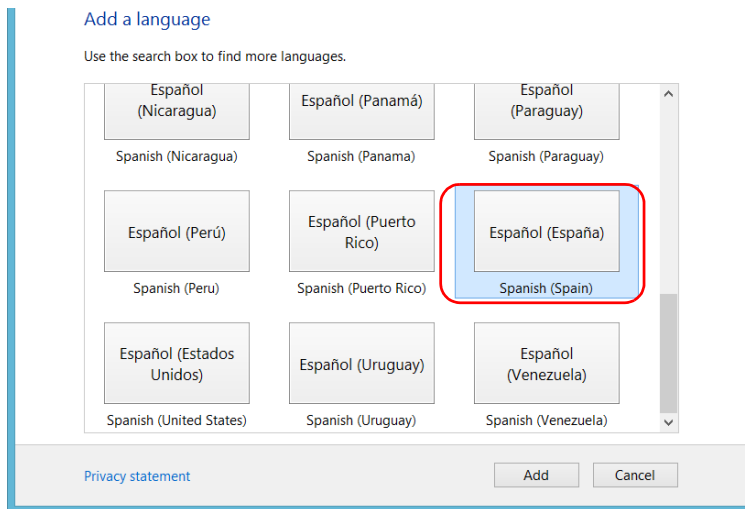 Add a language
Use the search box to find more languages.
Español
(Nicaragua)
Spanish (Nicaragua)
Español (Panamá)
Spanish (Panama)
Español
(Paraguay)
Spanish (Paraguay)
Español (Perú)
Spanish (Peru)
Español (Puerto
Rico)
Spanish (Puerto Rico)
Español (España)
Spanish (Spain)
Español (Estados
Unidos)
Spanish (United States)
Español (Uruguay)
Spanish (Uruguay)
Español
(Venezuela)
Spanish (Venezuela)
Privacy statement
Add
Cancel